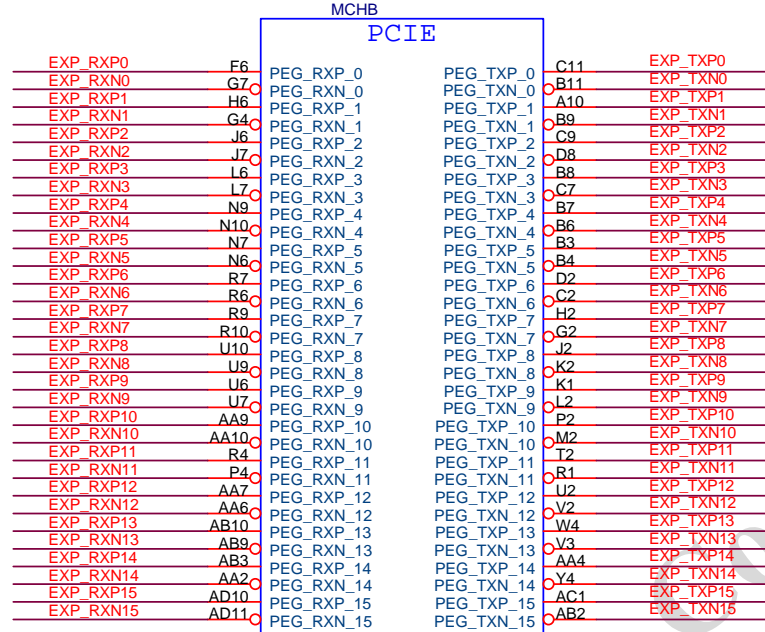 MCHB
PCIE
EXP_RXP0 F6 PEG_RXP_0 PEG_TXP_0 C11 EXP_TXP0
EXP_RXN0 G7 PEG_RXN_0 PEG_TXN_0 B11 EXP_TXN0
EXP_RXP1 H6 PEG_RXP_1 PEG_TXP_1 A10 EXP_TXP1
EXP_RXN1 G4 PEG_RXN_1 PEG_TXN_1 B9 EXP_TXN1
EXP_RXP2 J6 PEG_RXP_2 PEG_TXP_2 C9 EXP_TXP2
EXP_RXN2 J7 PEG_RXN_2 PEG_TXN_2 D8 EXP_TXN2
EXP_RXP3 L6 PEG_RXP_3 PEG_TXP_3 B8 EXP_TXP3
EXP_RXN3 L7 PEG_RXN_3 PEG_TXN_3 C7 EXP_TXN3
EXP_RXP4 N9 PEG_RXP_4 PEG_TXP_4 B7 EXP_TXP4
EXP_RXN4 N10 PEG_RXN_4 PEG_TXN_4 B6 EXP_TXN4
EXP_RXP5 N7 PEG_RXP_5 PEG_TXP_5 B3 EXP_TXP5
EXP_RXN5 N6 PEG_RXN_5 PEG_TXN_5 B4 EXP_TXN5
EXP_RXP6 R7 PEG_RXP_6 PEG_TXP_6 D2 EXP_TXP6
EXP_RXN6 R6 PEG_RXN_6 PEG_TXN_6 C2 EXP_TXN6
EXP_RXP7 R9 PEG_RXP_7 PEG_TXP_7 H2 EXP_TXP7
EXP_RXN7 R10 PEG_RXN_7 PEG_TXN_7 G2 EXP_TXN7
EXP_RXP8 U10 PEG_RXP_8 PEG_TXP_8 J2 EXP_TXP8
EXP_RXN8 U9 PEG_RXN_8 PEG_TXN_8 K2 EXP_TXN8
EXP_RXP9 U6 PEG_RXP_9 PEG_TXP_9 K1 EXP_TXP9
EXP_RXN9 U7 PEG_RXN_9 PEG_TXN_9 L2 EXP_TXN9
EXP_RXP10 AA9 PEG_RXP_10 PEG_TXP_10 P2 EXP_TXP10
EXP_RXN10 AA10 PEG_RXN_10 PEG_TXN_10 M2 EXP_TXN10
EXP_RXP11 R4 PEG_RXP_11 PEG_TXP_11 T2 EXP_TXP11
EXP_RXN11 P4 PEG_RXN_11 PEG_TXN_11 R1 EXP_TXN11
EXP_RXP12 AA7 PEG_RXP_12 PEG_TXP_12 U2 EXP_TXP12
EXP_RXN12 AA6 PEG_RXN_12 PEG_TXN_12 V2 EXP_TXN12
EXP_RXP13 AB10 PEG_RXP_13 PEG_TXP_13 W4 EXP_TXP13
EXP_RXN13 AB9 PEG_RXN_13 PEG_TXN_13 V3 EXP_TXN13
EXP_RXP14 AB3 PEG_RXP_14 PEG_TXP_14 AA4 EXP_TXP14
EXP_RXN14 AA2 PEG_RXN_14 PEG_TXN_14 Y4 EXP_TXN14
EXP_RXP15 AD10 PEG_RXP_15 PEG_TXP_15 AC1 EXP_TXP15
EXP_RXN15 AD11 PEG_RXN_15 PEG_TXN_15 AB2 EXP_TXN15